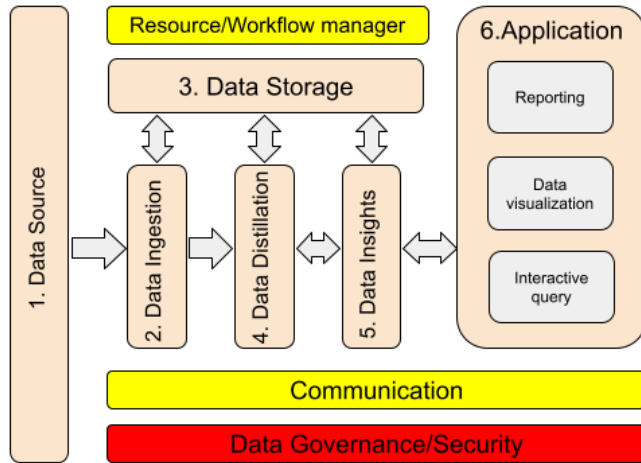 Resource/Workflow manager
6.Application
3. Data Storage
Reporting
1. Data Source
2. Data Ingestion
4. Data Distillation
5. Data Insights
Data
visualization
Interactive
query
Communication
Data Governance/Security